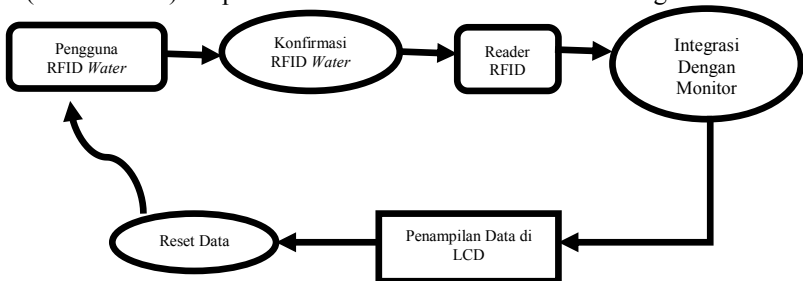 Pengguna
RFID Water
Konfirmasi
RFID Water
Reader
RFID
Integrasi
Dengan
Monitor
Penampilan Data di
LCD
Reset Data